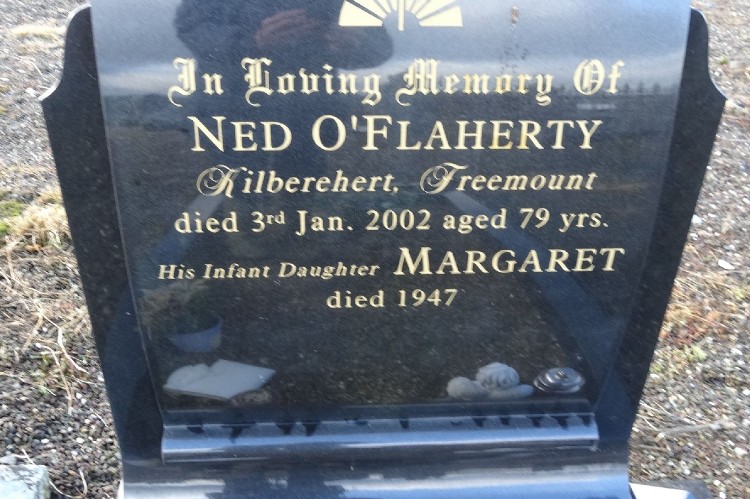 In Loving Memory Of
NED O'FLAHERTY
Kilberehert, Freemount
died 3rd Jan. 2002 aged 79 yrs.
His Infant Daughter MARGARET
died 1947